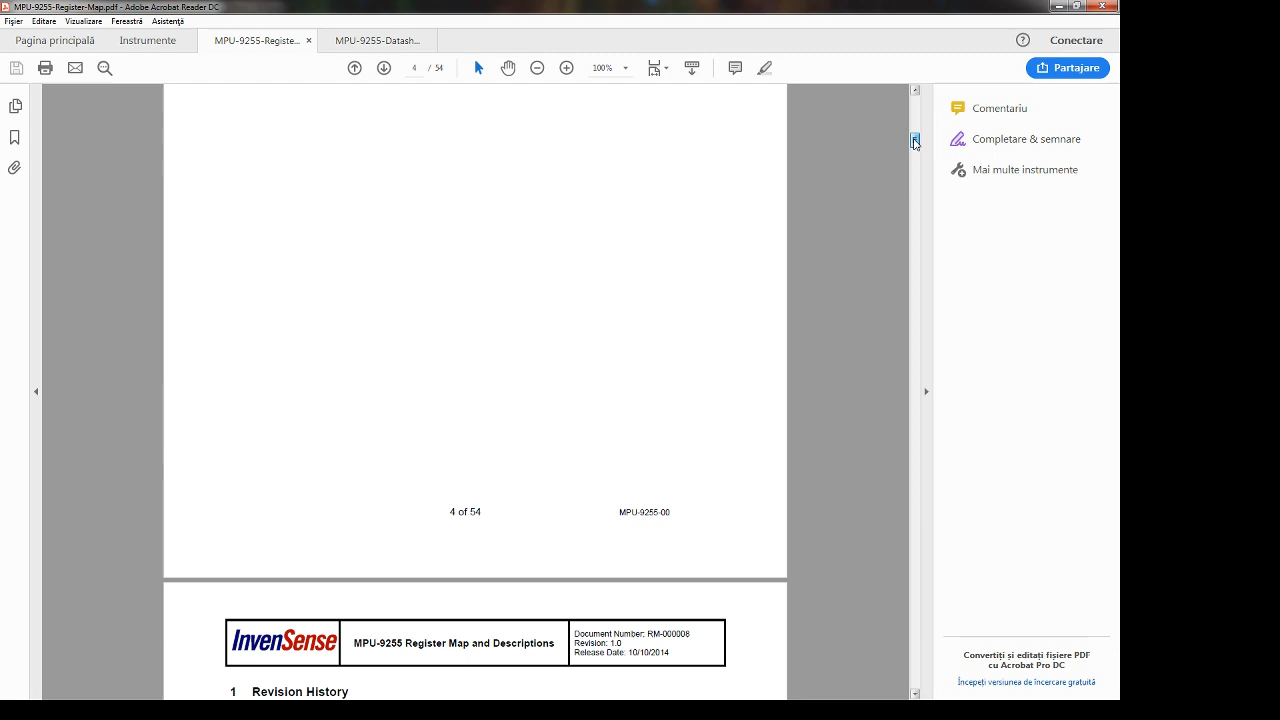 MPU-9255-Register-Map.pdf - Adobe Acrobat Reader DC
Fișier Editare Vizualizare Fereastră Asistență
Pagina principală Instrumente MPU-9255-Registe... × MPU-9255-Datash... Conectare
4 / 54 100% Partajare
Comentariu
Completare & semnare
Mai multe instrumente
4 of 54 MPU-9255-00
InvenSense MPU-9255 Register Map and Descriptions
Document Number: RM-000008
Revision: 1.0
Release Date: 10/10/2014
1 Revision History
Convertiți și editați fișiere PDF
cu Acrobat Pro DC
Începeți versiunea de încercare gratuită